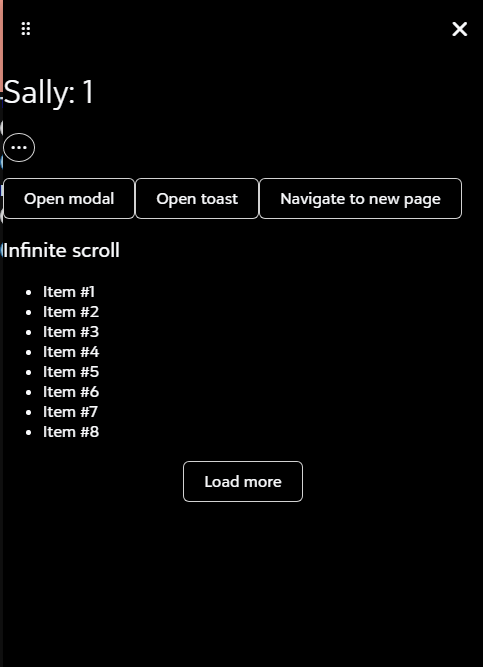 Sally: 1
Open modal Open toast Navigate to new page
Infinite scroll
Item #1
Item #2
Item #3
Item #4
Item #5
Item #6
Item #7
Item #8
Load more